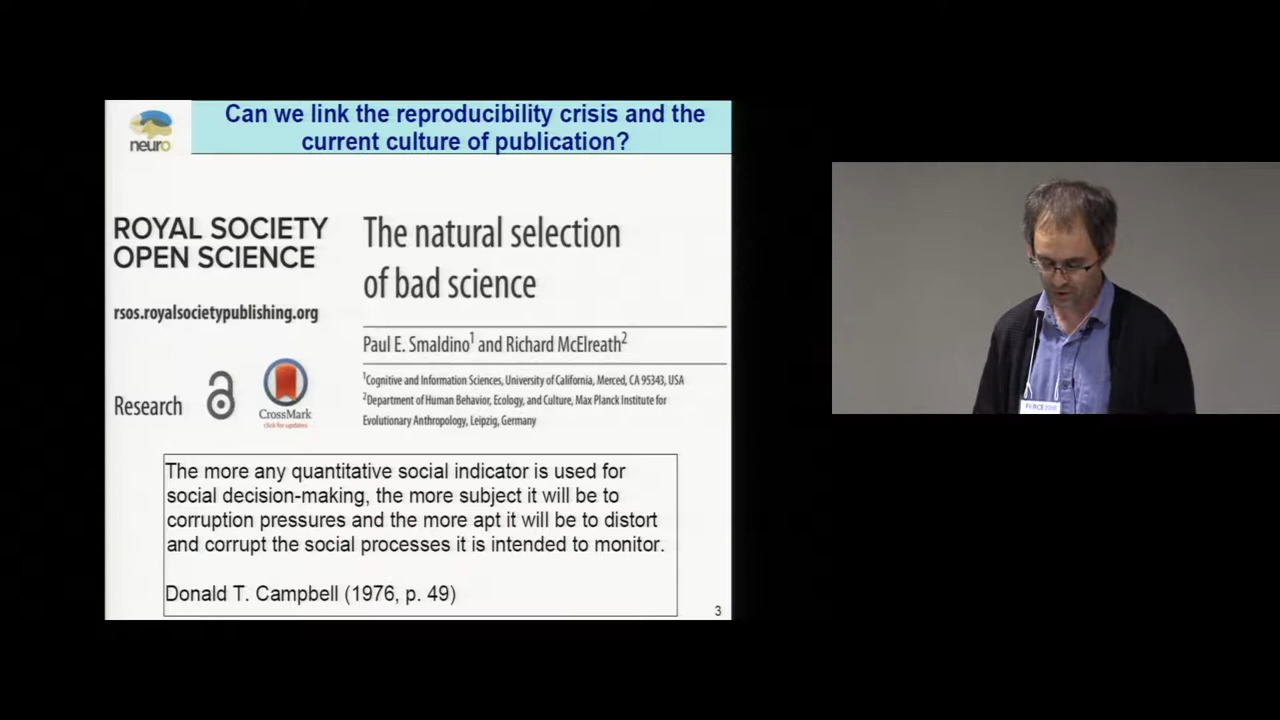 Can we link the reproducibility crisis and the
current culture of publication?
neuro
ROYAL SOCIETY
OPEN SCIENCE
rsos.royalsocietypublishing.org
Research
CrossMark
click for updates
The natural selection
of bad science
Paul E. Smaldino1 and Richard McElreath2
1Cognitive and Information Sciences, University of California, Merced, CA 95343, USA
2Department of Human Behavior, Ecology, and Culture, Max Planck Institute for
Evolutionary Anthropology, Leipzig, Germany
The more any quantitative social indicator is used for
social decision-making, the more subject it will be to
corruption pressures and the more apt it will be to distort
and corrupt the social processes it is intended to monitor.
Donald T. Campbell (1976, p. 49)
3